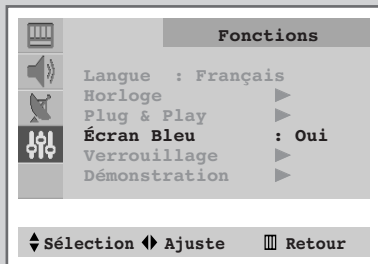 Fonctions
Langue : Français
Horloge
Plug & Play
Écran Bleu : Oui
Verrouillage
Démonstration
Sélection Ajuste Retour